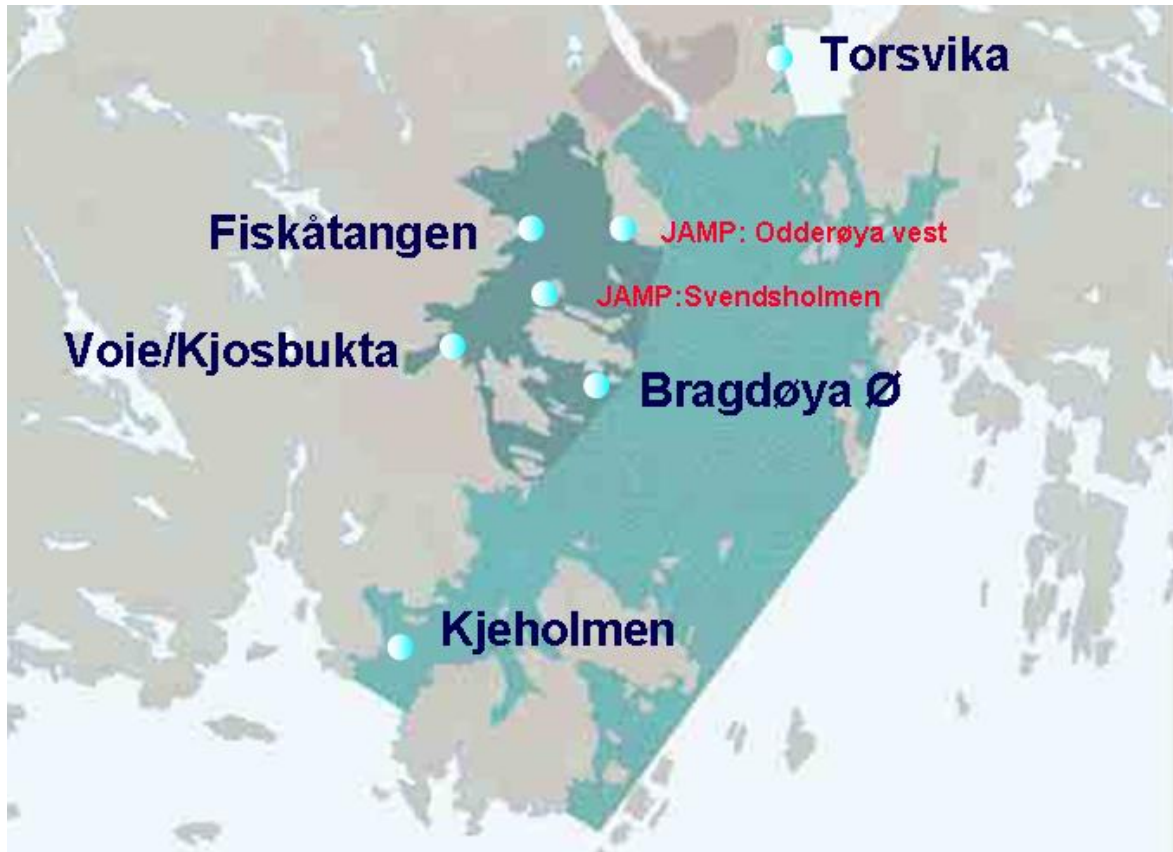 Torsvika
Fiskåtangen
JAMP: Odderøya vest
JAMP:Svendsholmen
Voie/Kjosbukta
Bragdøya Ø
Kjeholmen